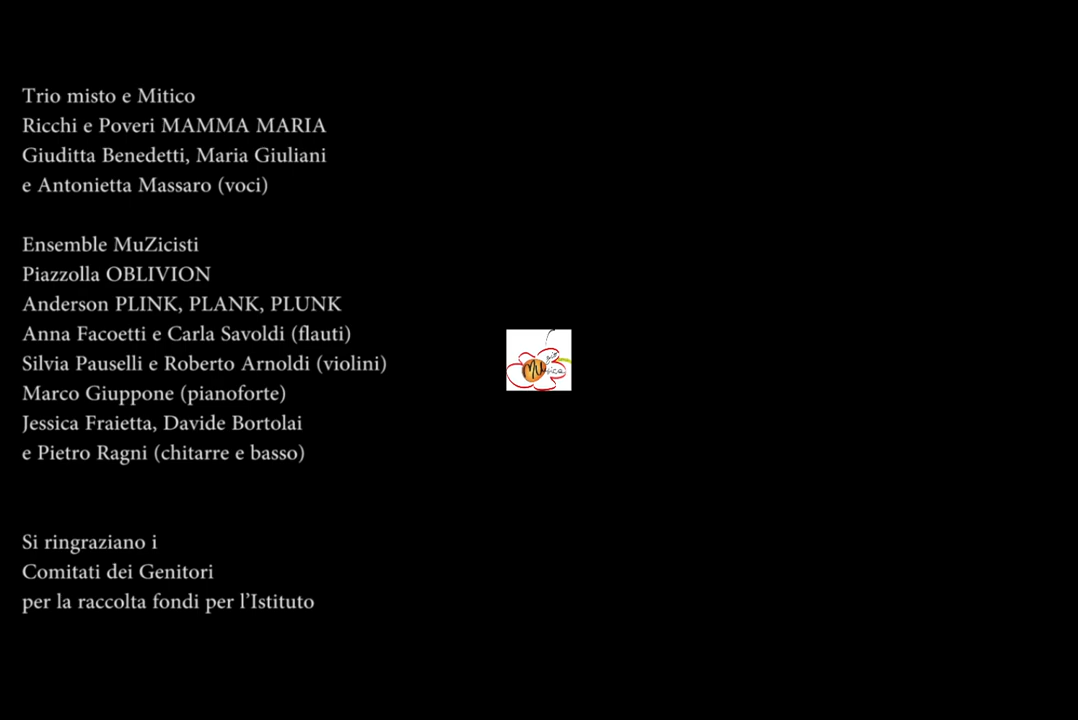 Trio misto e Mitico
Ricchi e Poveri MAMMA MARIA
Giuditta Benedetti, Maria Giuliani
e Antonietta Massaro (voci)
Ensemble MuZicisti
Piazzolla OBLIVION
Anderson PLINK, PLANK, PLUNK
Anna Facoetti e Carla Savoldi (flauti)
Silvia Pauselli e Roberto Arnoldi (violini)
Marco Giuppone (pianoforte)
Jessica Fraietta, Davide Bortolai
e Pietro Ragni (chitarre e basso)
Si ringraziano i
Comitati dei Genitori
per la raccolta fondi per l’Istituto